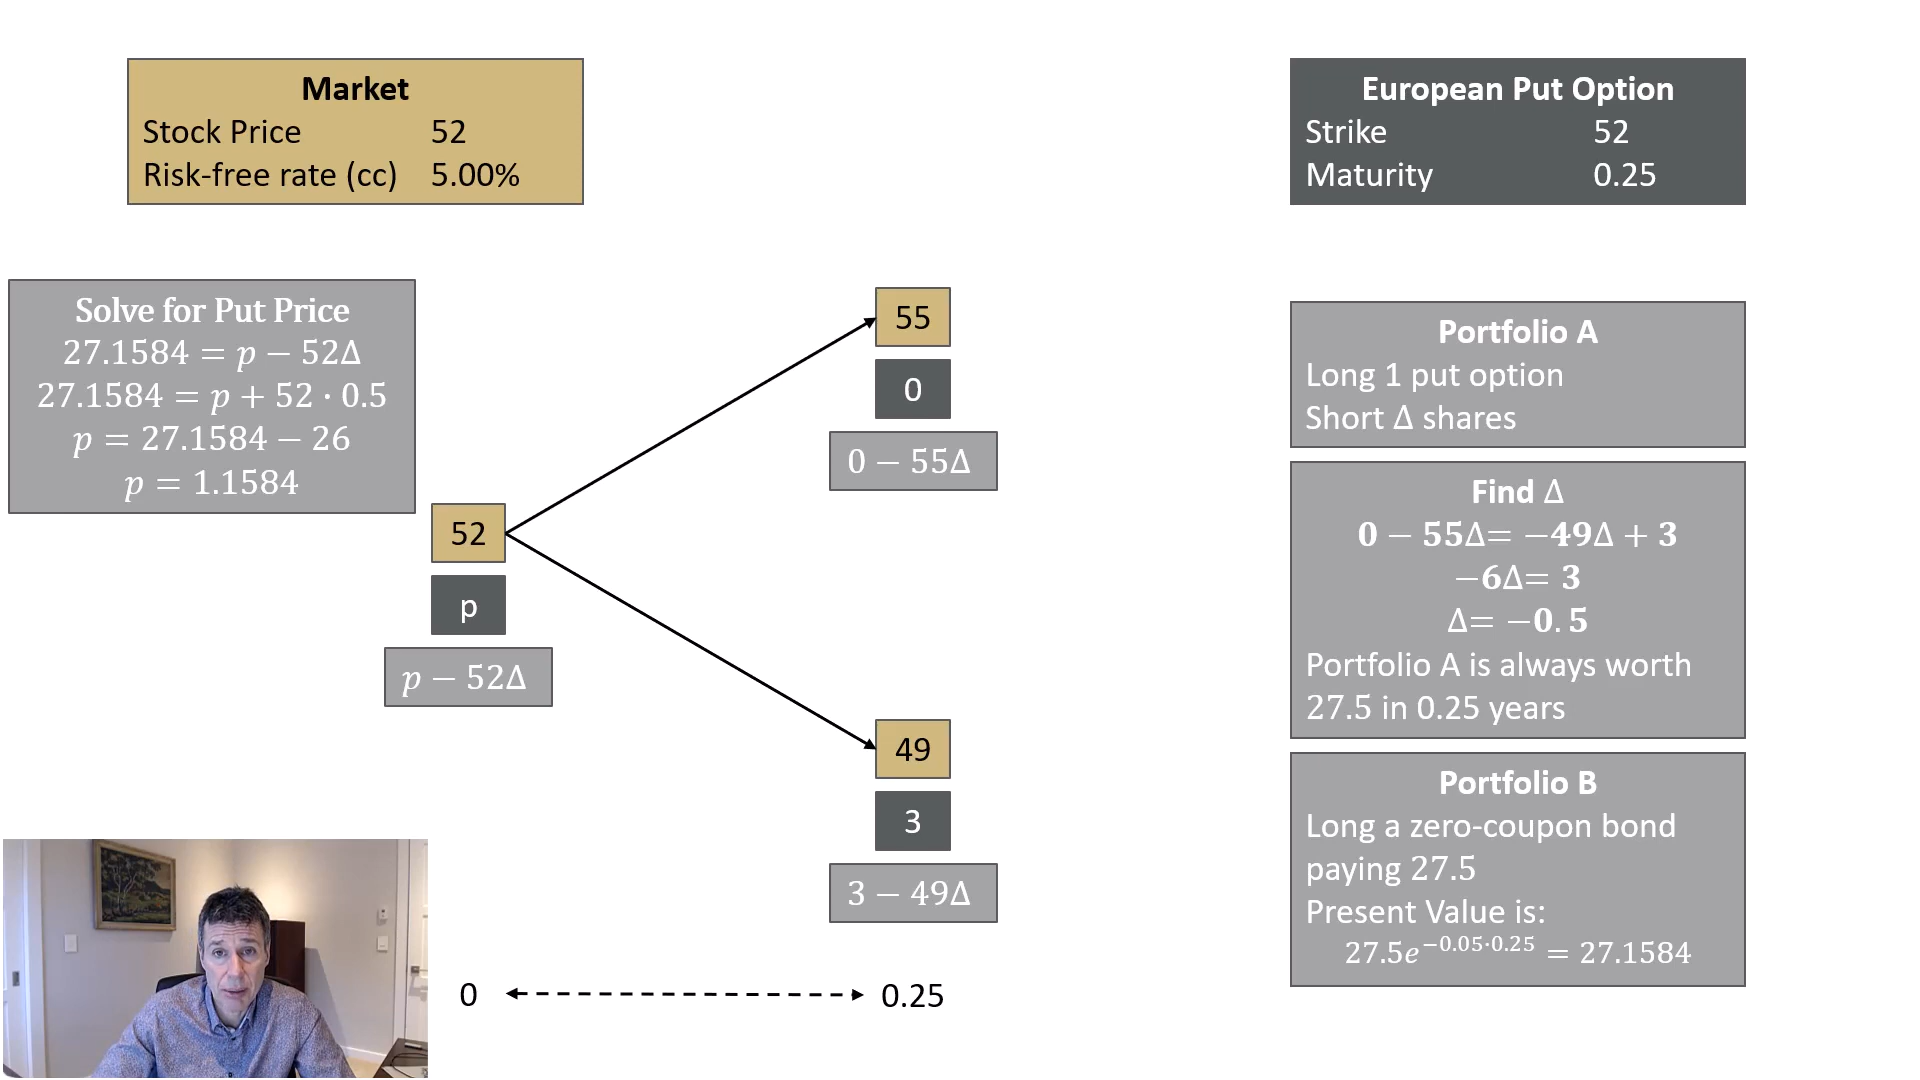 Market
Stock Price 52
Risk-free rate (cc) 5.00%
European Put Option
Strike 52
Maturity 0.25
Solve for Put Price
27.1584 = p − 52Δ
27.1584 = p + 52 · 0.5
p = 27.1584 − 26
p = 1.1584
52
p
p − 52Δ
55
0
0 − 55Δ
49
3
3 − 49Δ
0
0.25
Portfolio A
Long 1 put option
Short Δ shares
Find Δ
0 − 55Δ= −49Δ + 3
−6Δ= 3
Δ= −0.5
Portfolio A is always worth
27.5 in 0.25 years
Portfolio B
Long a zero-coupon bond
paying 27.5
Present Value is:
27.5e^−0.05·0.25 = 27.1584